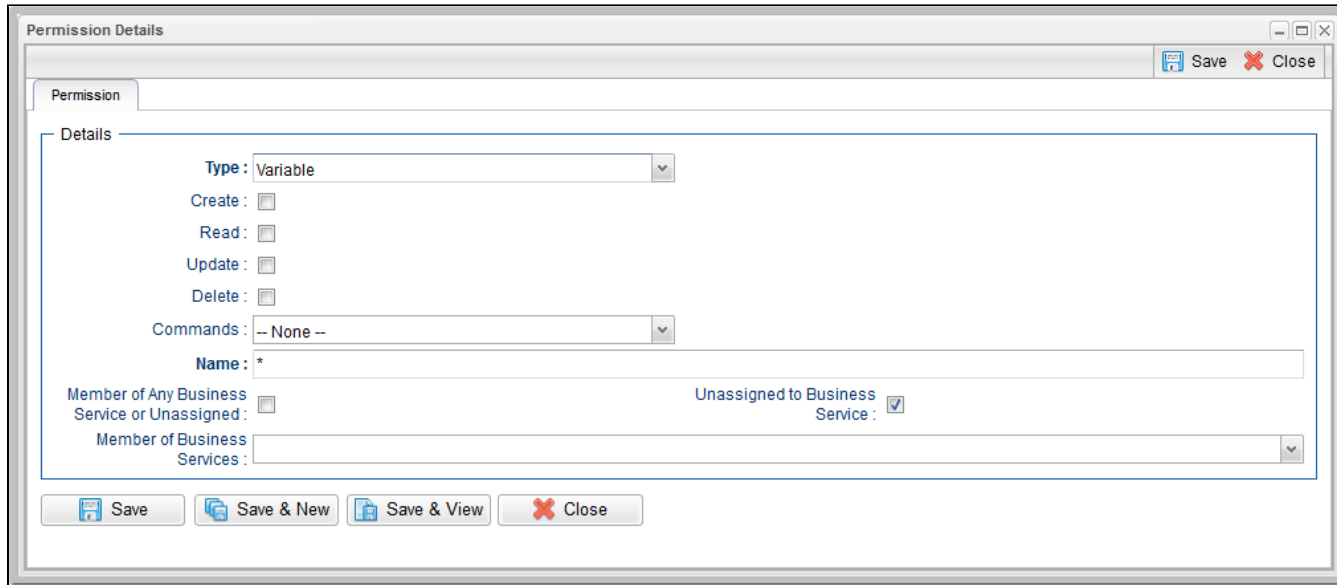 Permission Details
Save Close
Permission
Details
Type : Variable
Create :
Read :
Update :
Delete :
Commands : -- None --
Name : *
Member of Any Business
Service or Unassigned :
Unassigned to Business
Service :
Member of Business
Services :
Save Save & New Save & View Close